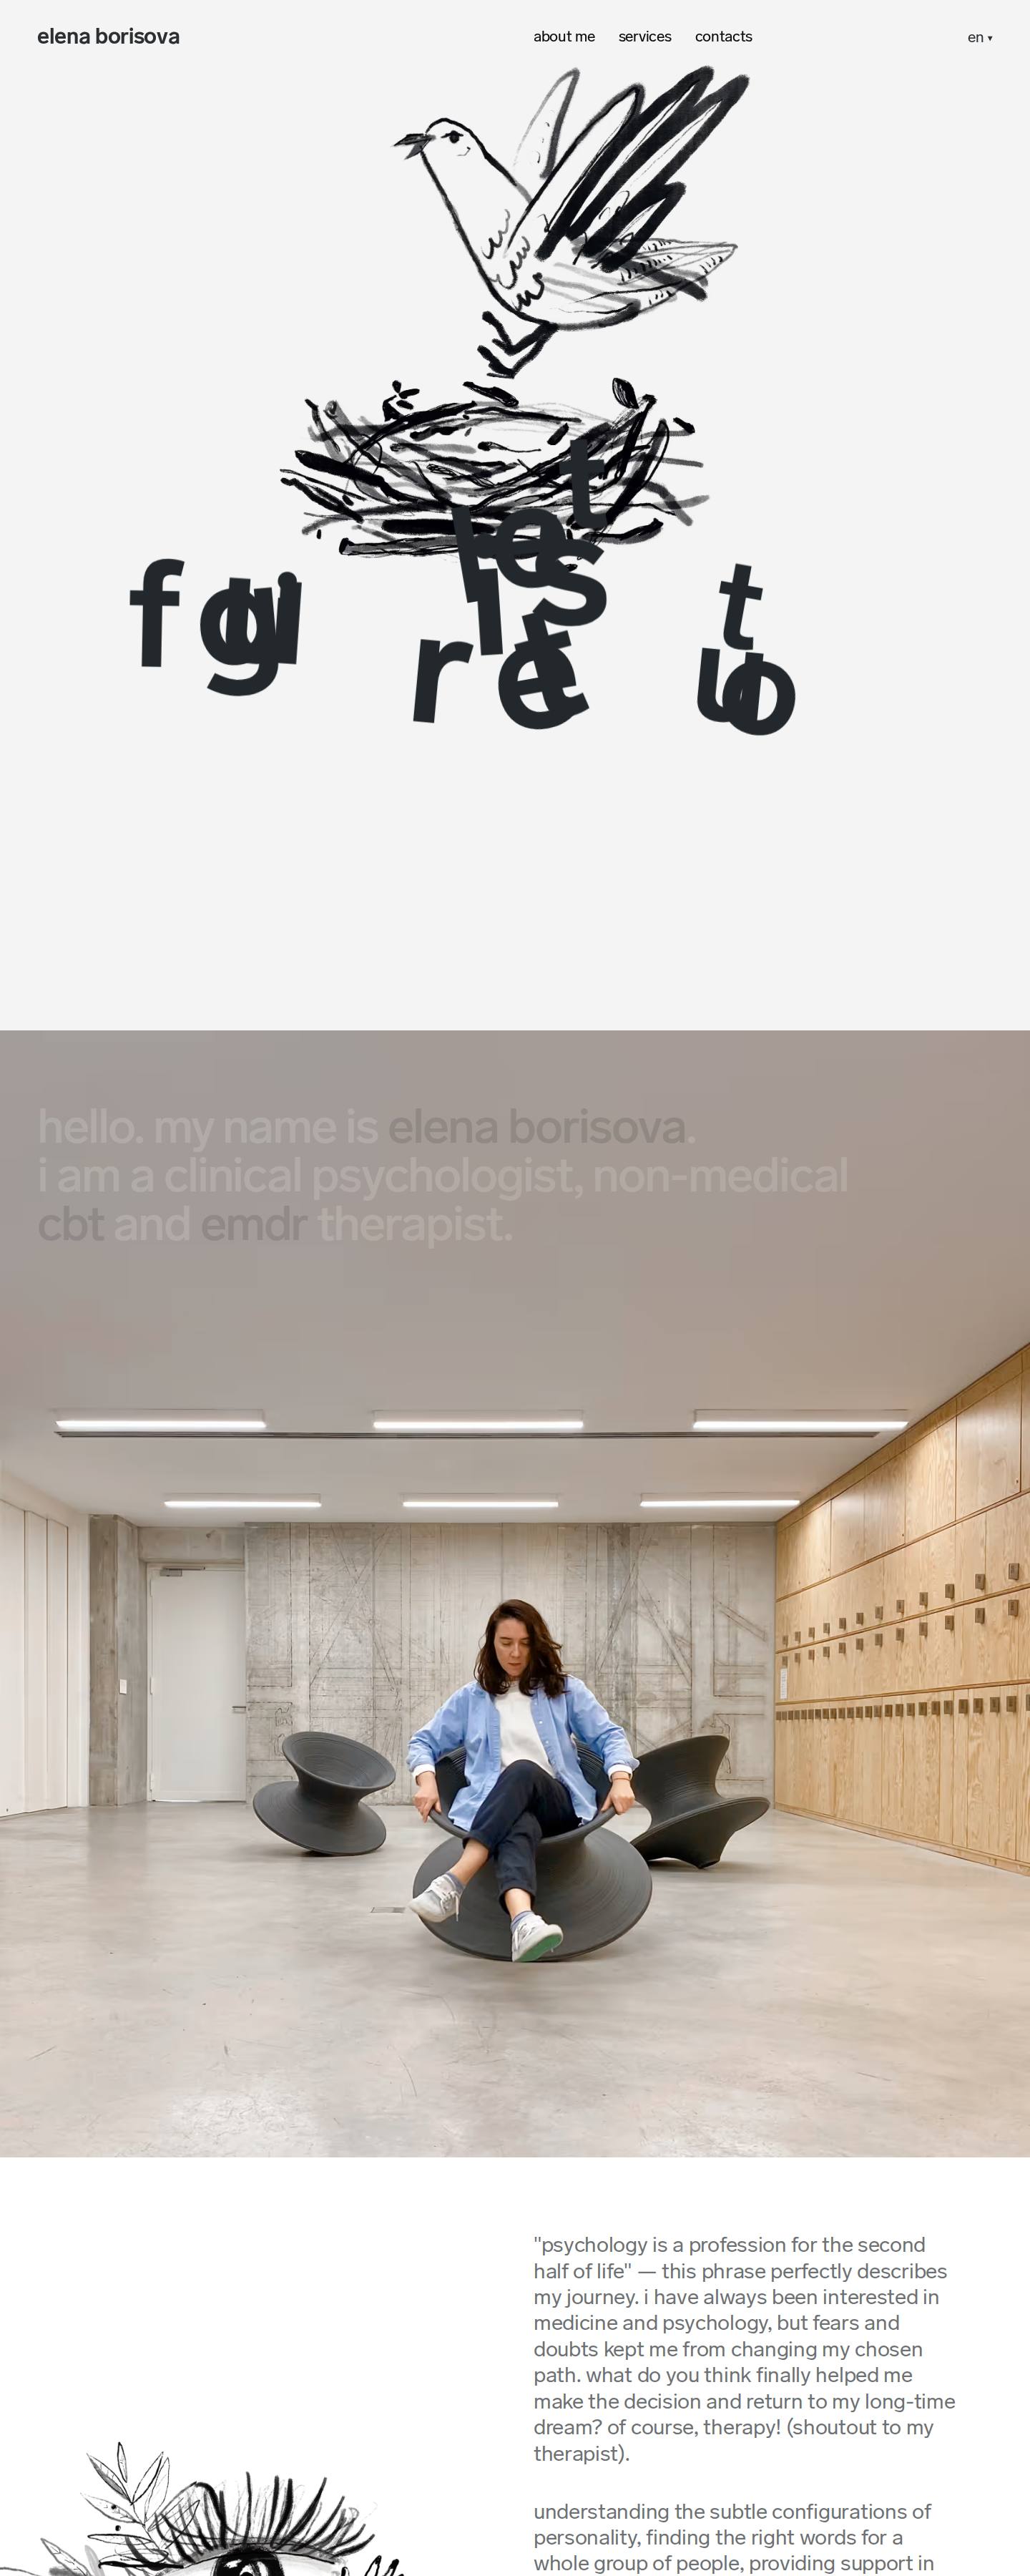 elena borisova
about me services contacts
en ▾
hello. my name is elena borisova.
i am a clinical psychologist, non-medical
cbt and emdr therapist.
"psychology is a profession for the second
half of life" — this phrase perfectly describes
my journey. i have always been interested in
medicine and psychology, but fears and
doubts kept me from changing my chosen
path. what do you think finally helped me
make the decision and return to my long-time
dream? of course, therapy! (shoutout to my
therapist).
understanding the subtle configurations of
personality, finding the right words for a
whole group of people, providing support in